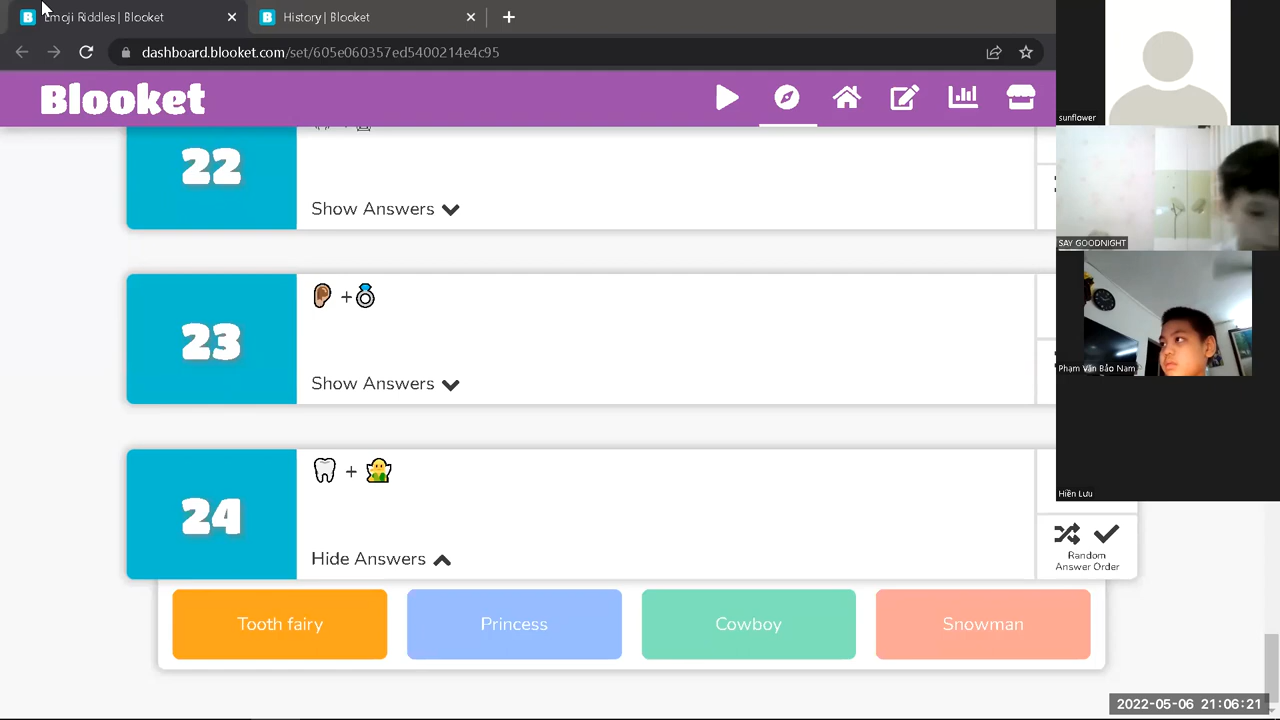 Emoji Riddles | Blooket
History | Blooket
dashboard.blooket.com/set/605e060357ed5400214e4c95
Blooket
sunflower
22
Show Answers
SAY GOODNIGHT
23
+
Show Answers
Phạm Văn Bảo Nam
24
+
Hide Answers
Hiền Lưu
Random
Answer Order
Tooth fairy
Princess
Cowboy
Snowman
2022-05-06 21:06:21